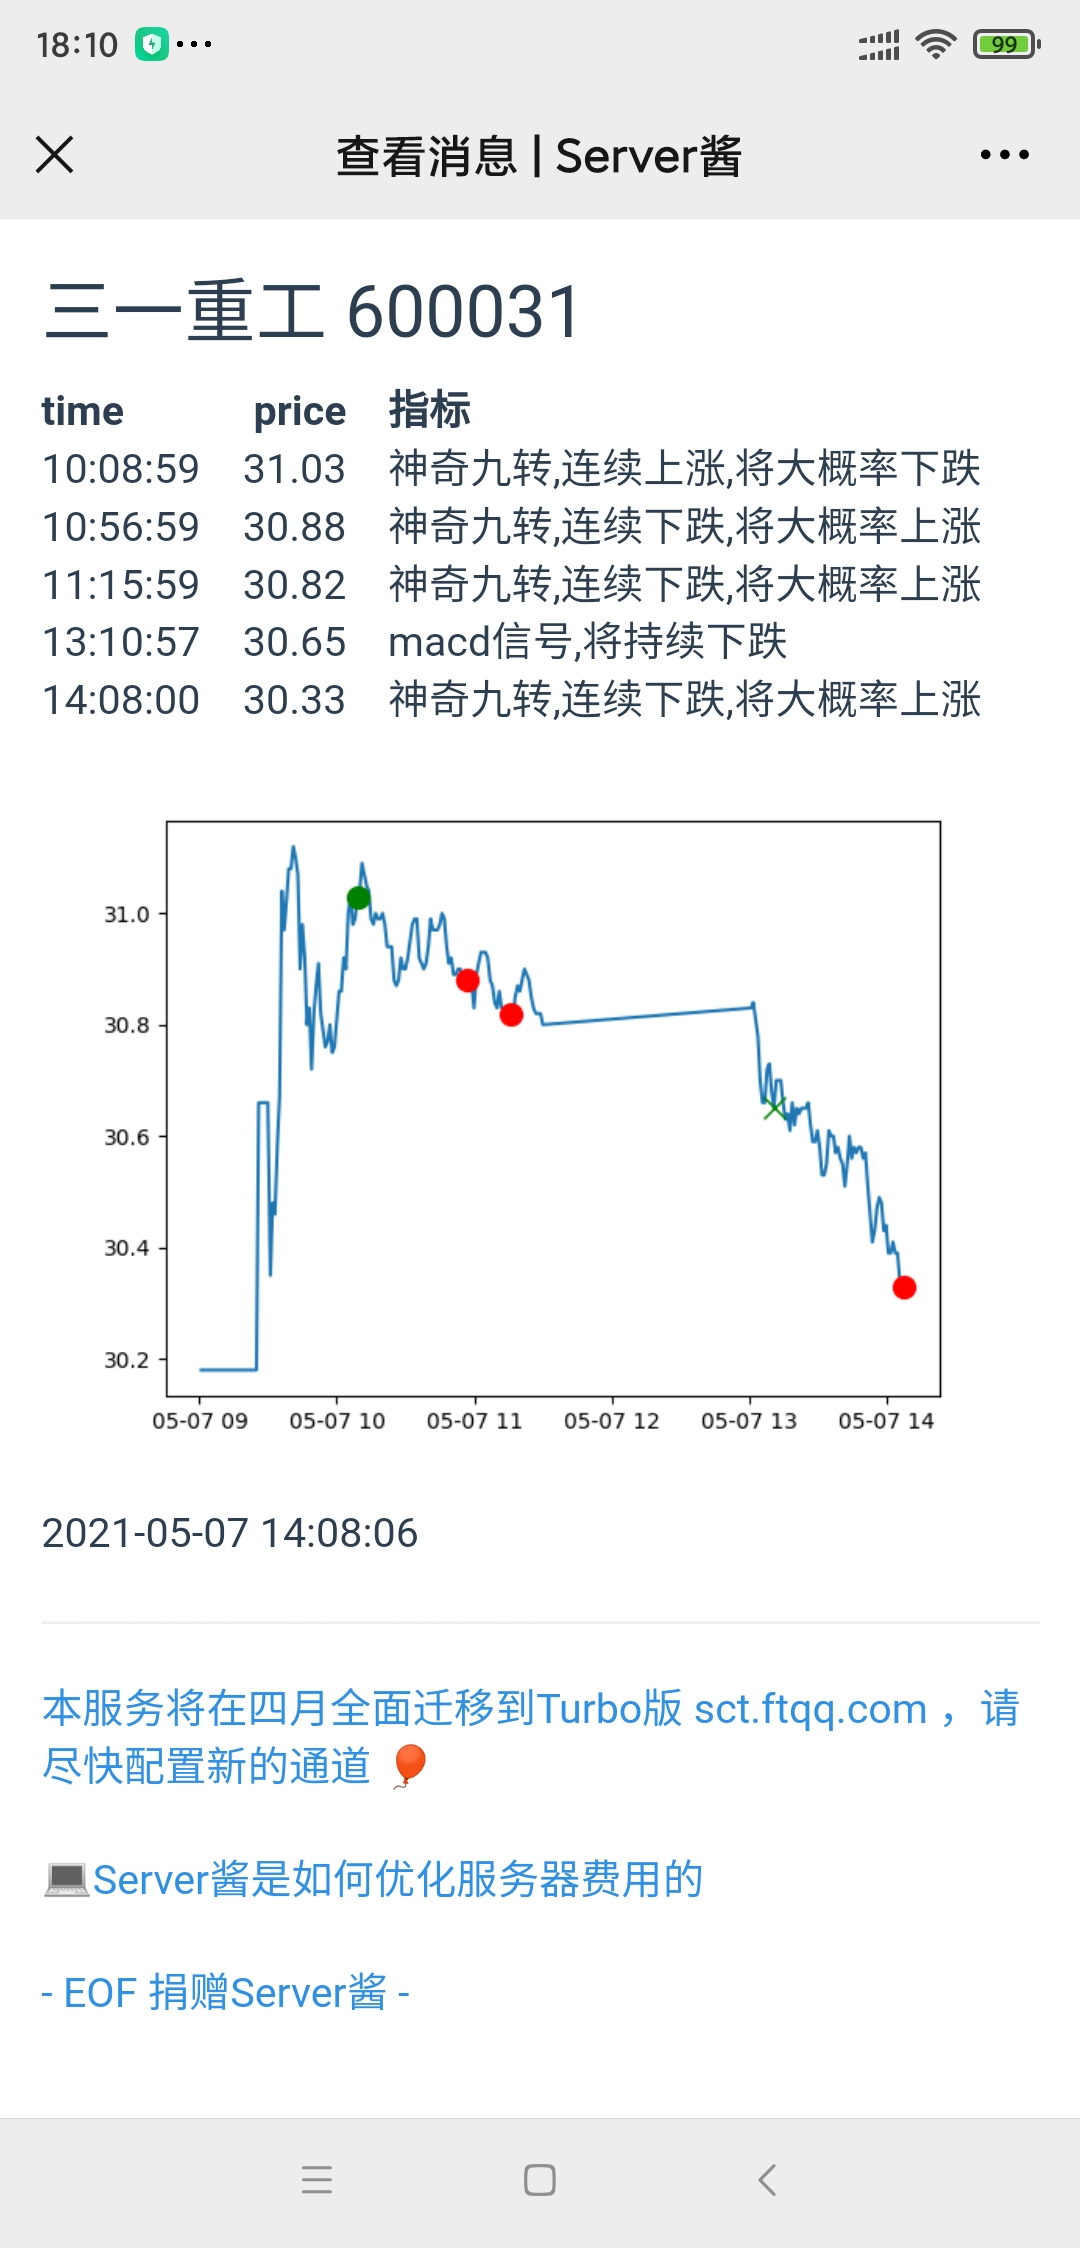 18:10
99
查看消息 | Server酱
三一重工 600031
time price 指标
10:08:59 31.03 神奇九转,连续上涨,将大概率下跌
10:56:59 30.88 神奇九转,连续下跌,将大概率上涨
11:15:59 30.82 神奇九转,连续下跌,将大概率上涨
13:10:57 30.65 macd信号,将持续下跌
14:08:00 30.33 神奇九转,连续下跌,将大概率上涨
31.0
30.8
30.6
30.4
30.2
05-07 09 05-07 10 05-07 11 05-07 12 05-07 13 05-07 14
2021-05-07 14:08:06
本服务将在四月全面迁移到Turbo版 sct.ftqq.com ，请
尽快配置新的通道 🎈
💻Server酱是如何优化服务器费用的
- EOF 捐赠Server酱 -